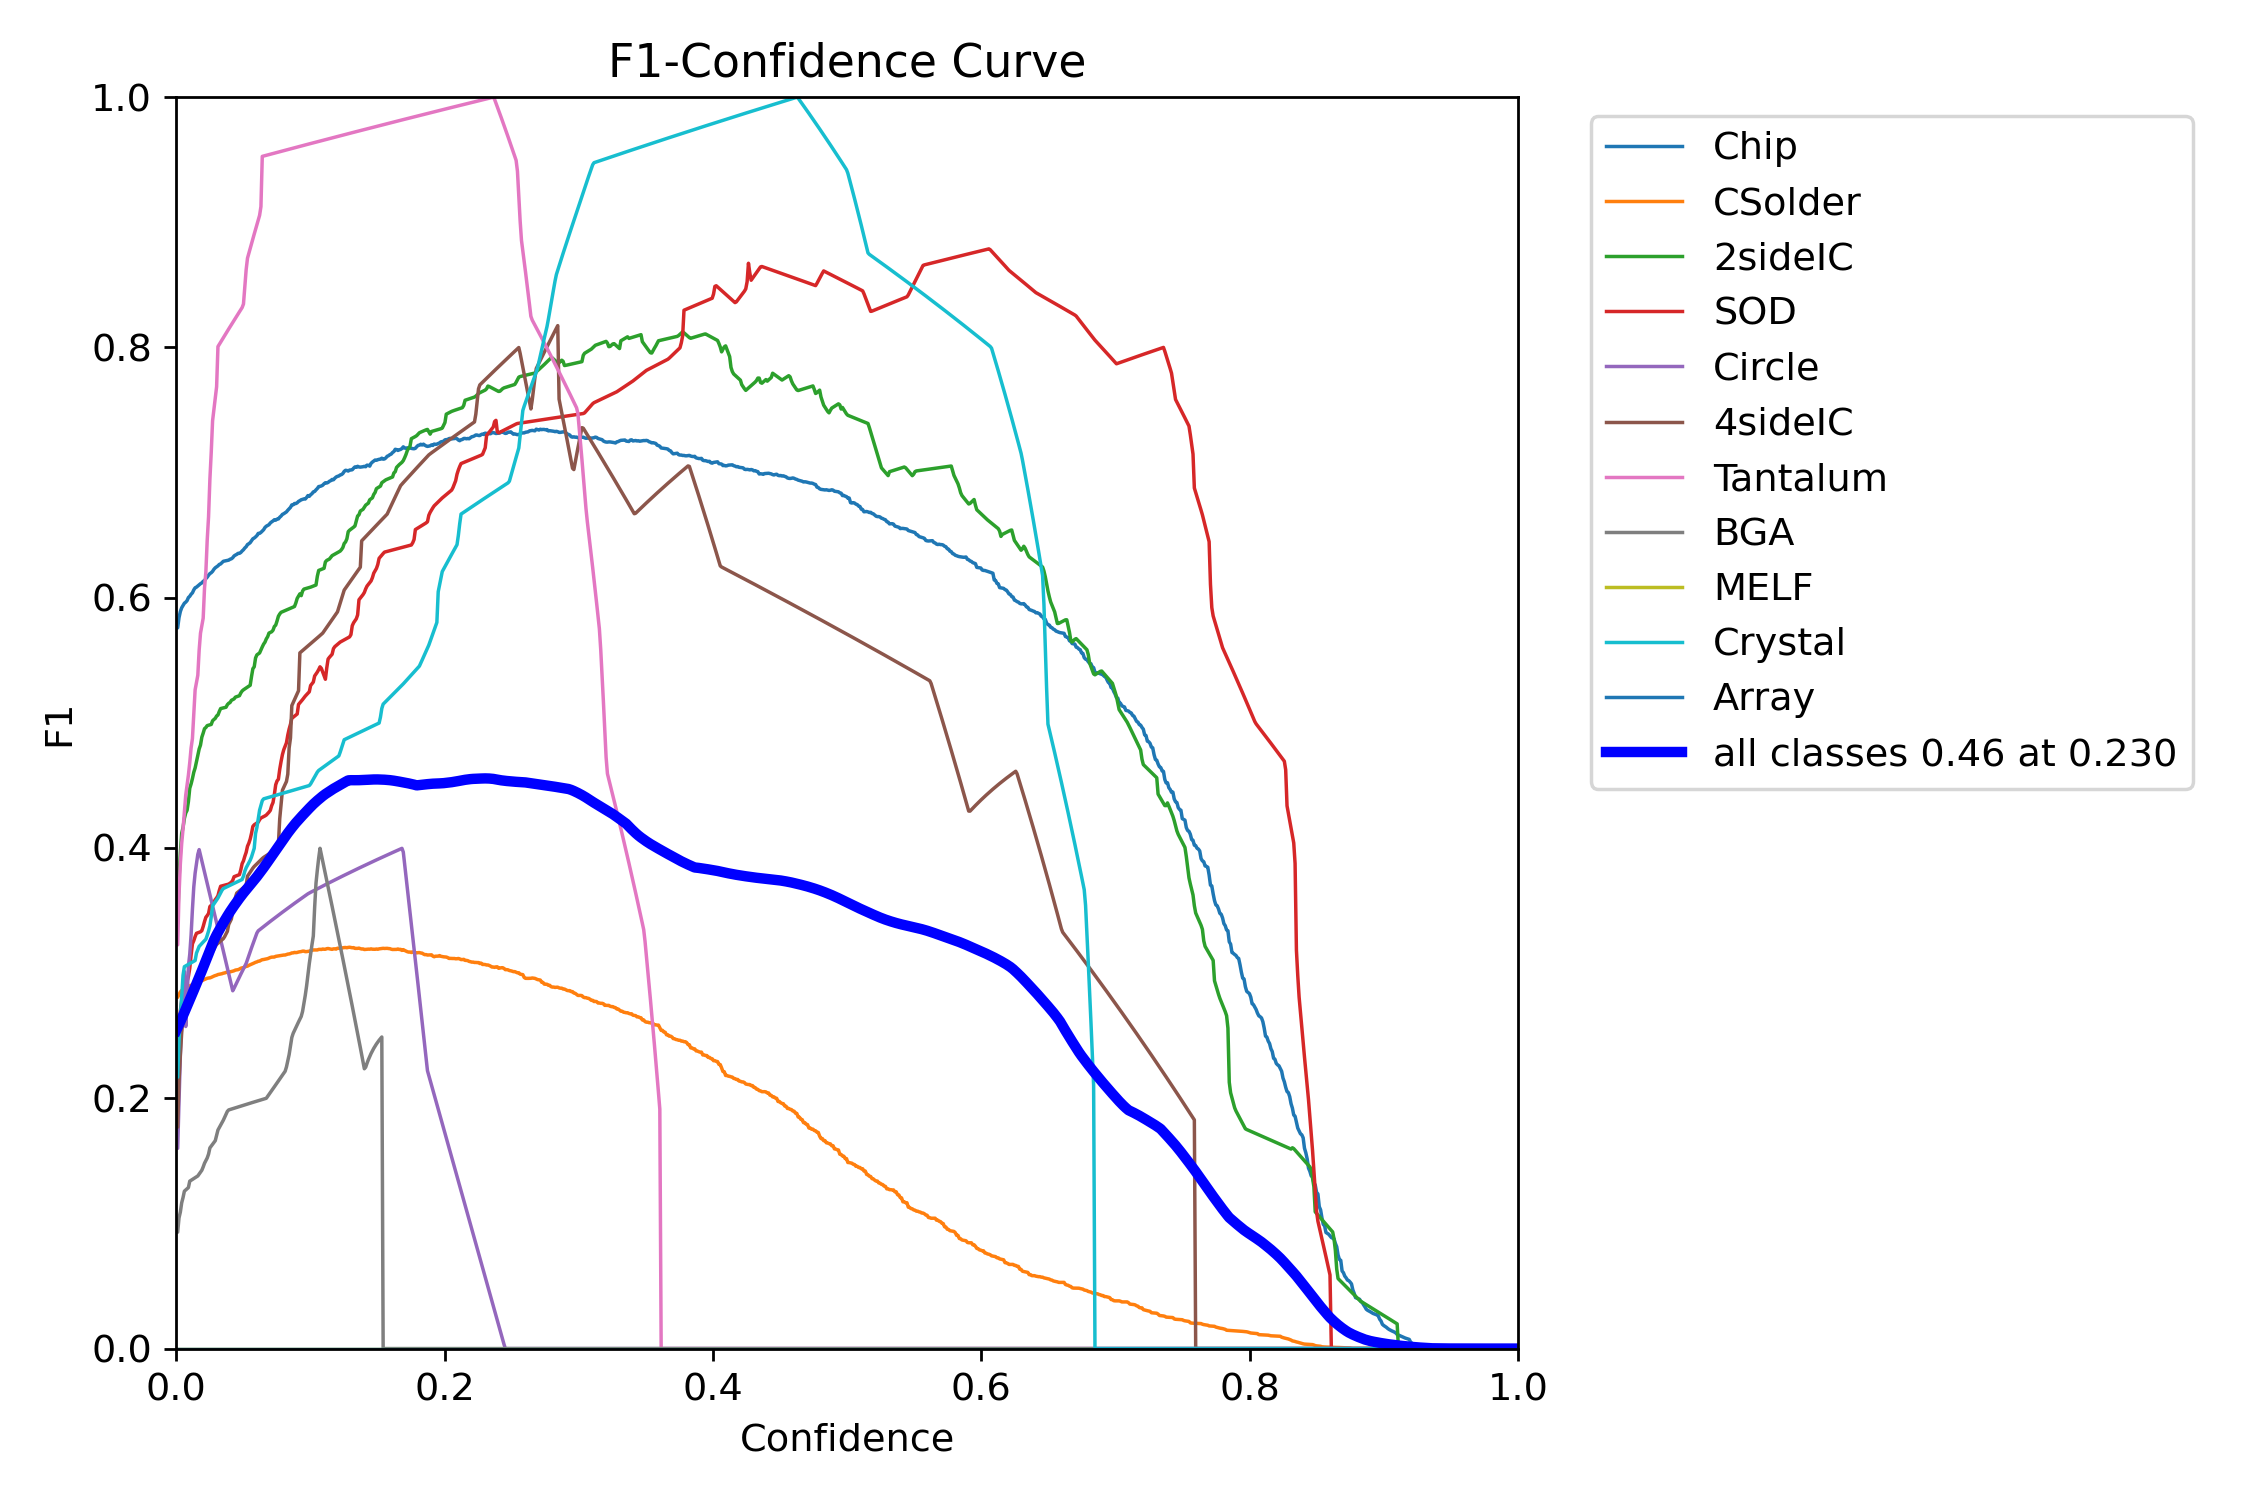 F1-Confidence Curve
1.0
0.8
0.6
0.4
0.2
0.0
F1
0.0 0.2 0.4 0.6 0.8 1.0
Confidence
Chip
CSolder
2sideIC
SOD
Circle
4sideIC
Tantalum
BGA
MELF
Crystal
Array
all classes 0.46 at 0.230